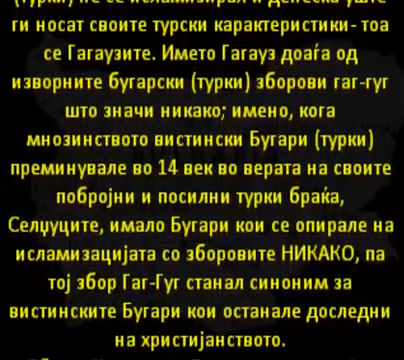 (турки) не се исламизирал и денеска уште
ги носат своите турски карактеристики- тоа
се Гагаузите. Името Гагауз доаѓа од
изворните бугарски (турки) зборови гаг-гуг
што значи никако; имено, кога
мнозинството вистински Бугари (турки)
преминувале во 14 век во верата на своите
побројни и посилни турки браќа,
Селџуците, имало Бугари кои се опирале на
исламизацијата со зборовите НИКАКО, па
тој збор Гаг-Гуг станал синоним за
вистинските Бугари кои останале доследни
на христијанството.